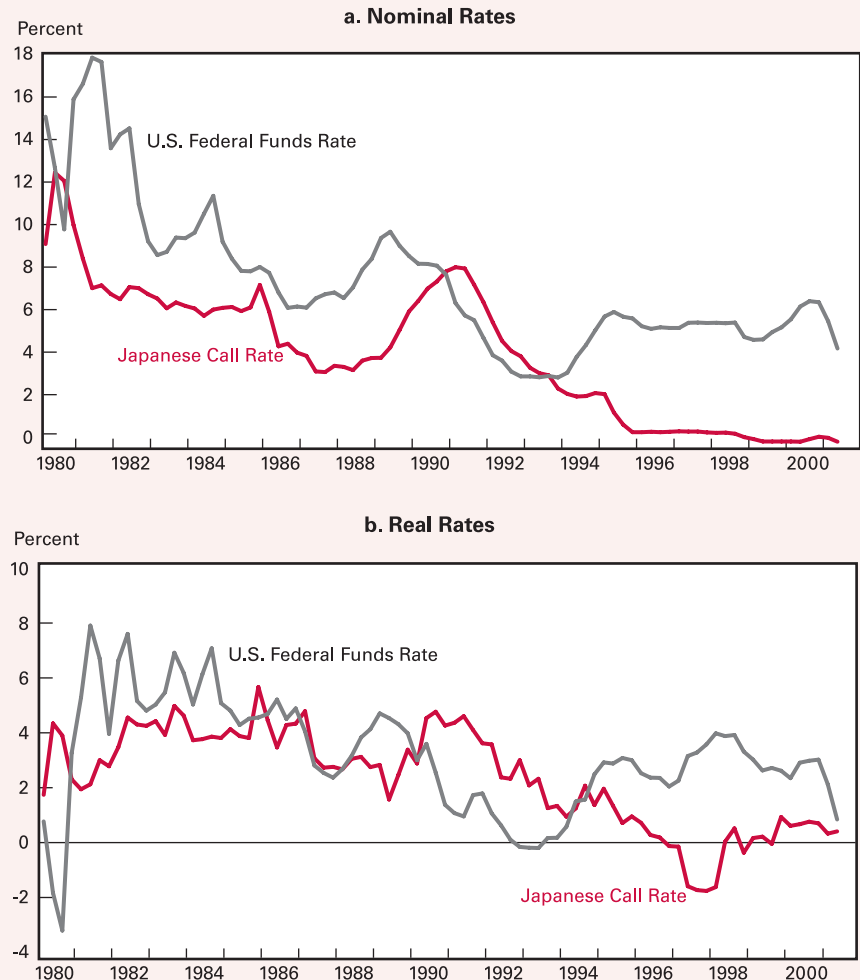 a. Nominal Rates
Percent
18
16
14
12
10
8
6
4
2
0
U.S. Federal Funds Rate
Japanese Call Rate
1980 1982 1984 1986 1988 1990 1992 1994 1996 1998 2000
b. Real Rates
Percent
10
8
6
4
2
0
-2
-4
U.S. Federal Funds Rate
Japanese Call Rate
1980 1982 1984 1986 1988 1990 1992 1994 1996 1998 2000